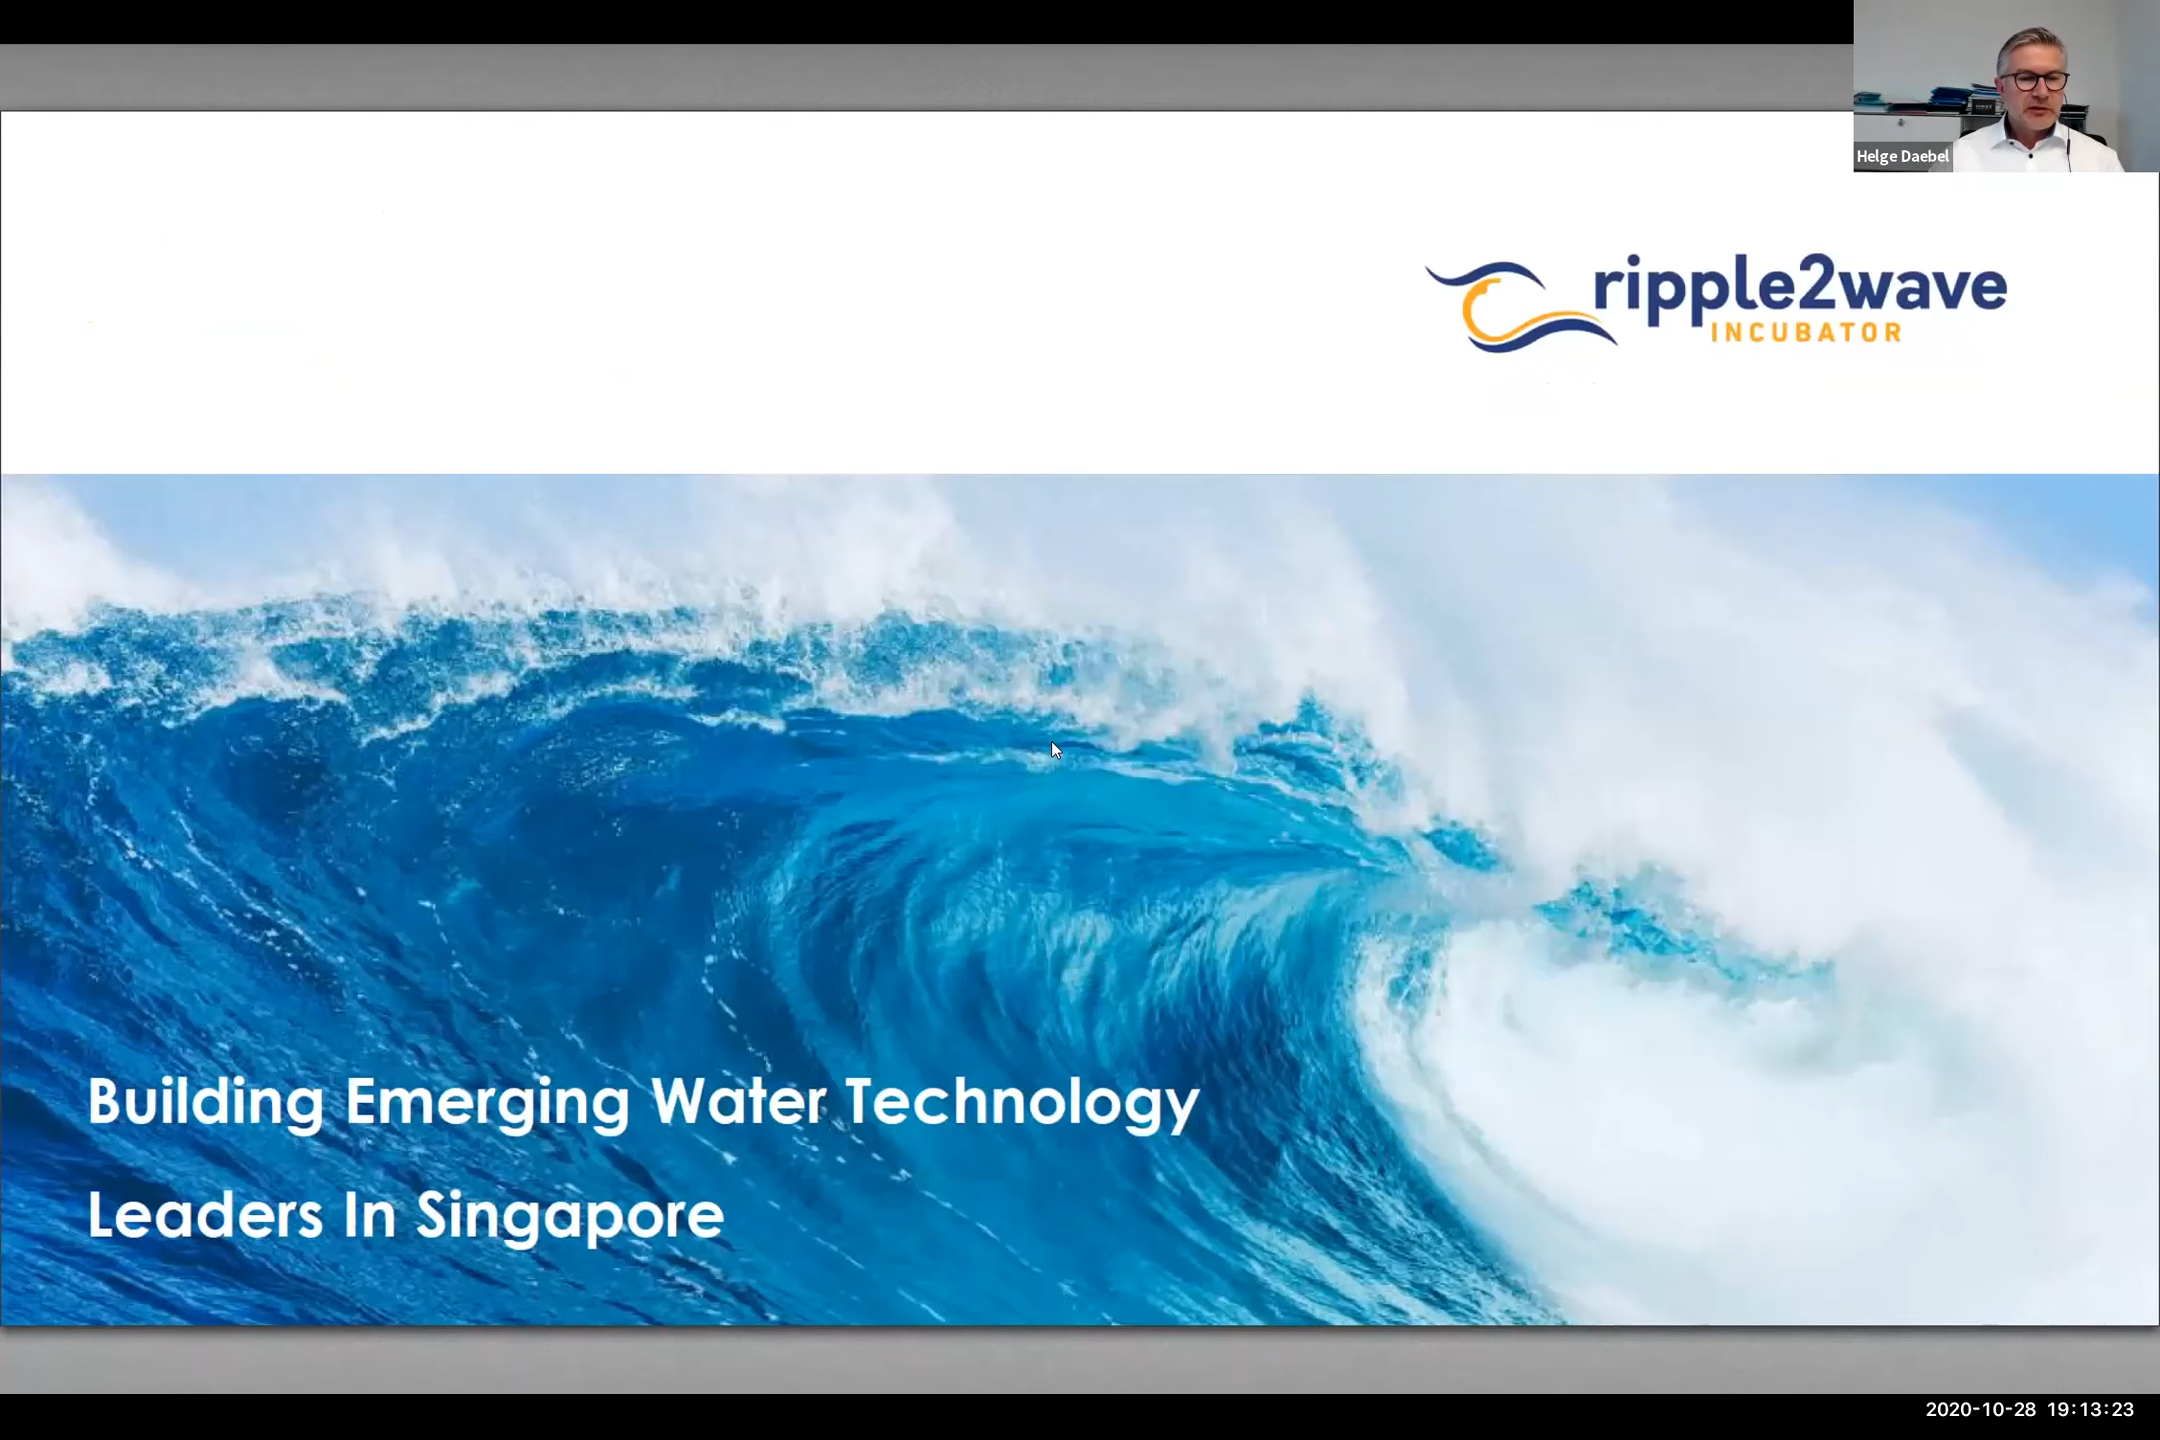 Helge Daebel
ripple2wave
INCUBATOR
Building Emerging Water Technology
Leaders In Singapore
2020-10-28 19:13:23